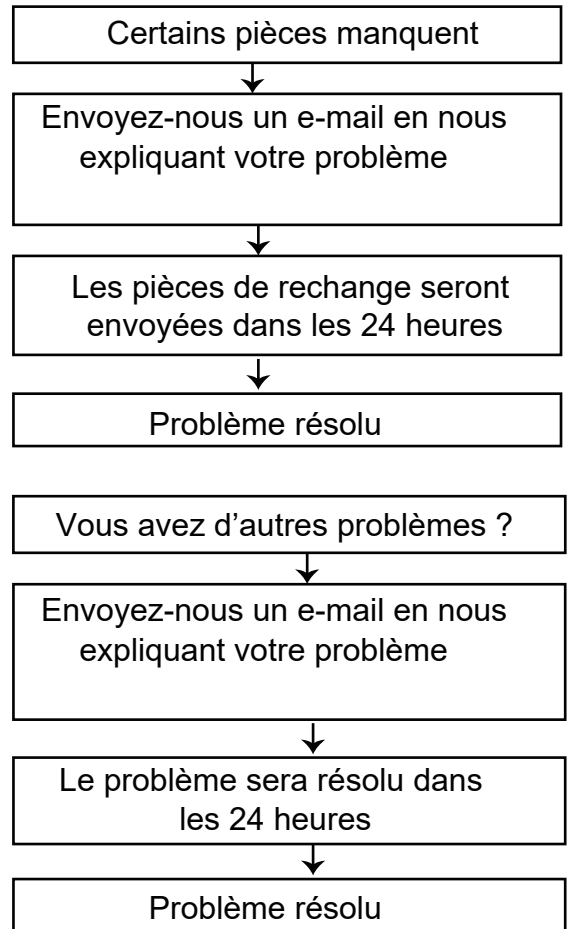 Certains pièces manquent
Envoyez-nous un e-mail en nous
expliquant votre problème
Les pièces de rechange seront
envoyées dans les 24 heures
Problème résolu
Vous avez d’autres problèmes ?
Envoyez-nous un e-mail en nous
expliquant votre problème
Le problème sera résolu dans
les 24 heures
Problème résolu